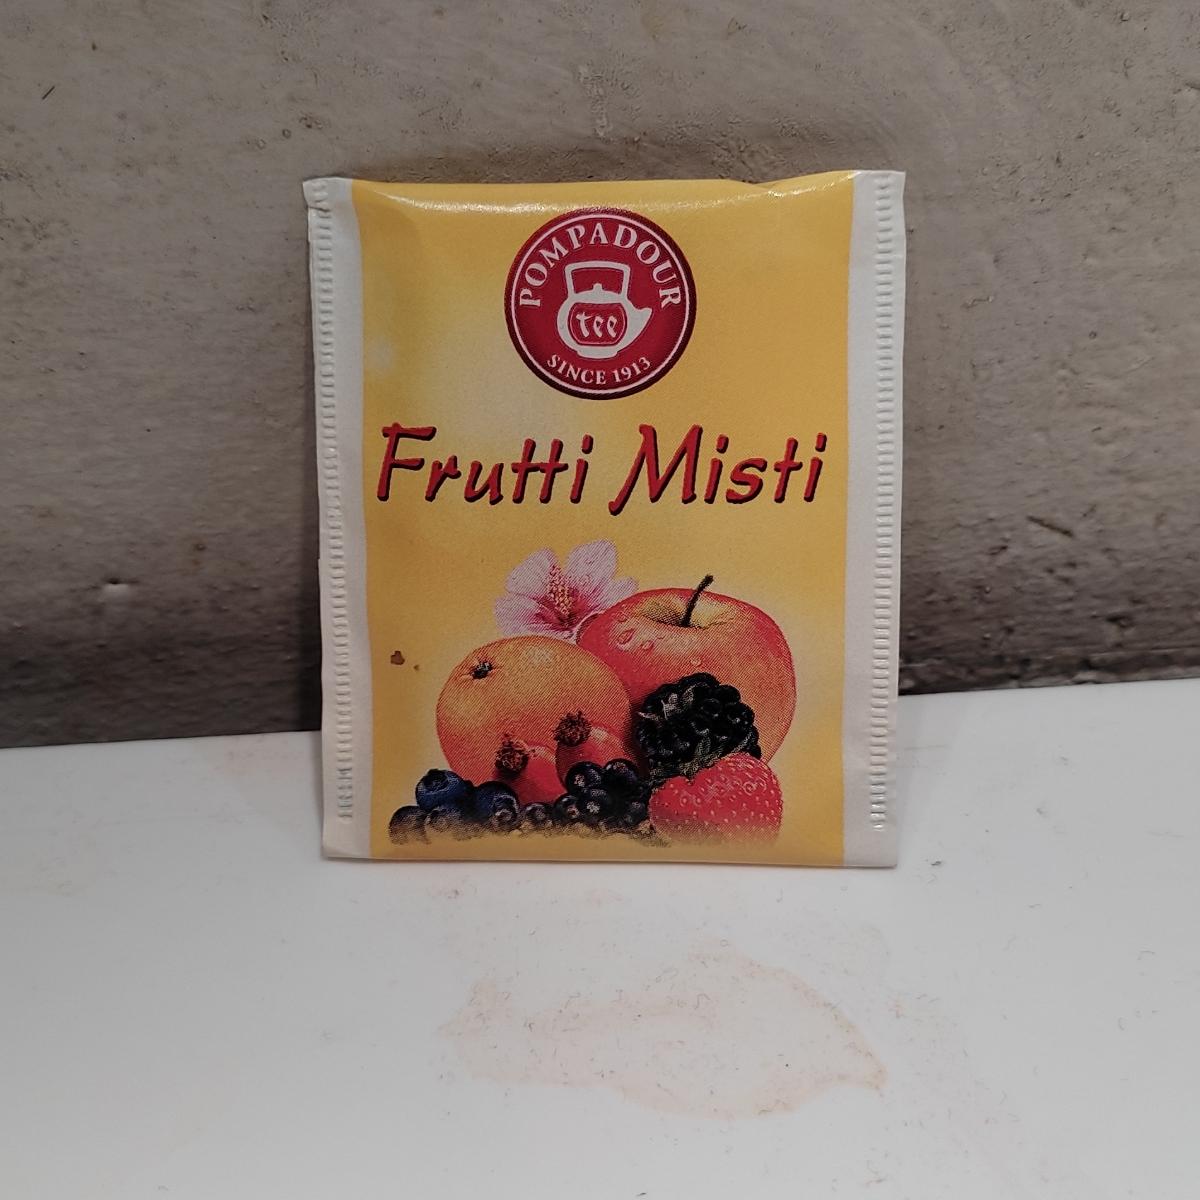 POMPADOUR
tee
SINCE 1913
Frutti Misti